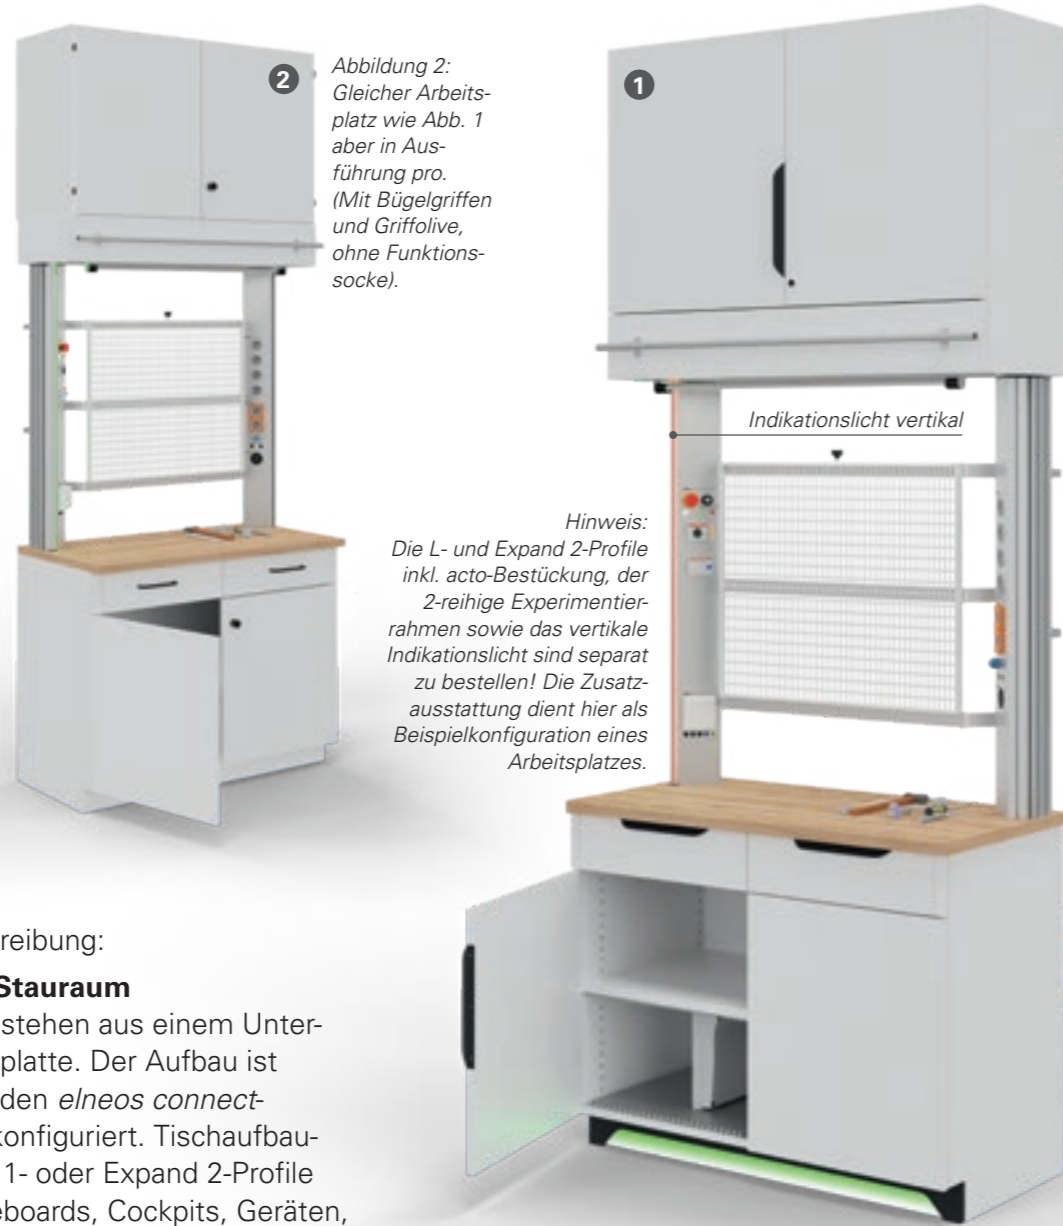 2
Abbildung 2:
Gleicher Arbeits-
platz wie Abb. 1
aber in Aus-
führung pro.
(Mit Bügelgriffen
und Griffolive,
ohne Funktions-
socke).
1
Indikationslicht vertikal
Hinweis:
Die L- und Expand 2-Profile
inkl. acto-Bestückung, der
2-reihige Experimentier-
rahmen sowie das vertikale
Indikationslicht sind separat
zu bestellen! Die Zusatz-
ausstattung dient hier als
Beispielkonfiguration eines
Arbeitsplatzes.
reibung:
Stauraum
stehen aus einem Unter-
platte. Der Aufbau ist
den elneos connect-
konfiguriert. Tischaufbau-
1- oder Expand 2-Profile
eboards, Cockpits, Geräten,